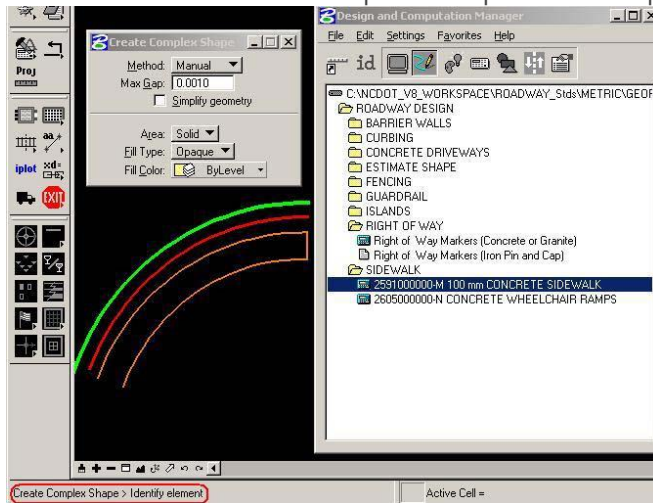 Create Complex Shape
Method: Manual
Max Gap: 0.0010
Simplify geometry
Area: Solid
Fill Type: Opaque
Fill Color: ByLevel
Proj
iplot
EXIT
Design and Computation Manager
File Edit Settings Favorites Help
id
C:\NCDOT_V8_WORKSPACE\ROADWAY_Stds\METRIC\GEOP
ROADWAY DESIGN
BARRIER WALLS
CURBING
CONCRETE DRIVEWAYS
ESTIMATE SHAPE
FENCING
GUARDRAIL
ISLANDS
RIGHT OF WAY
Right of Way Markers (Concrete or Granite)
Right of Way Markers (Iron Pin and Cap)
SIDEWALK
2591000000-M 100 mm CONCRETE SIDEWALK
2605000000-N CONCRETE WHEELCHAIR RAMPS
Create Complex Shape > Identify element
Active Cell =